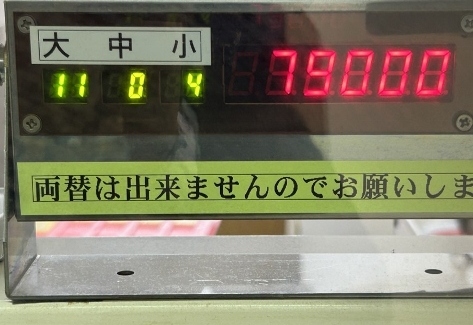 大 中 小
11 0 4 78000
両替は出来ませんのでお願いしま